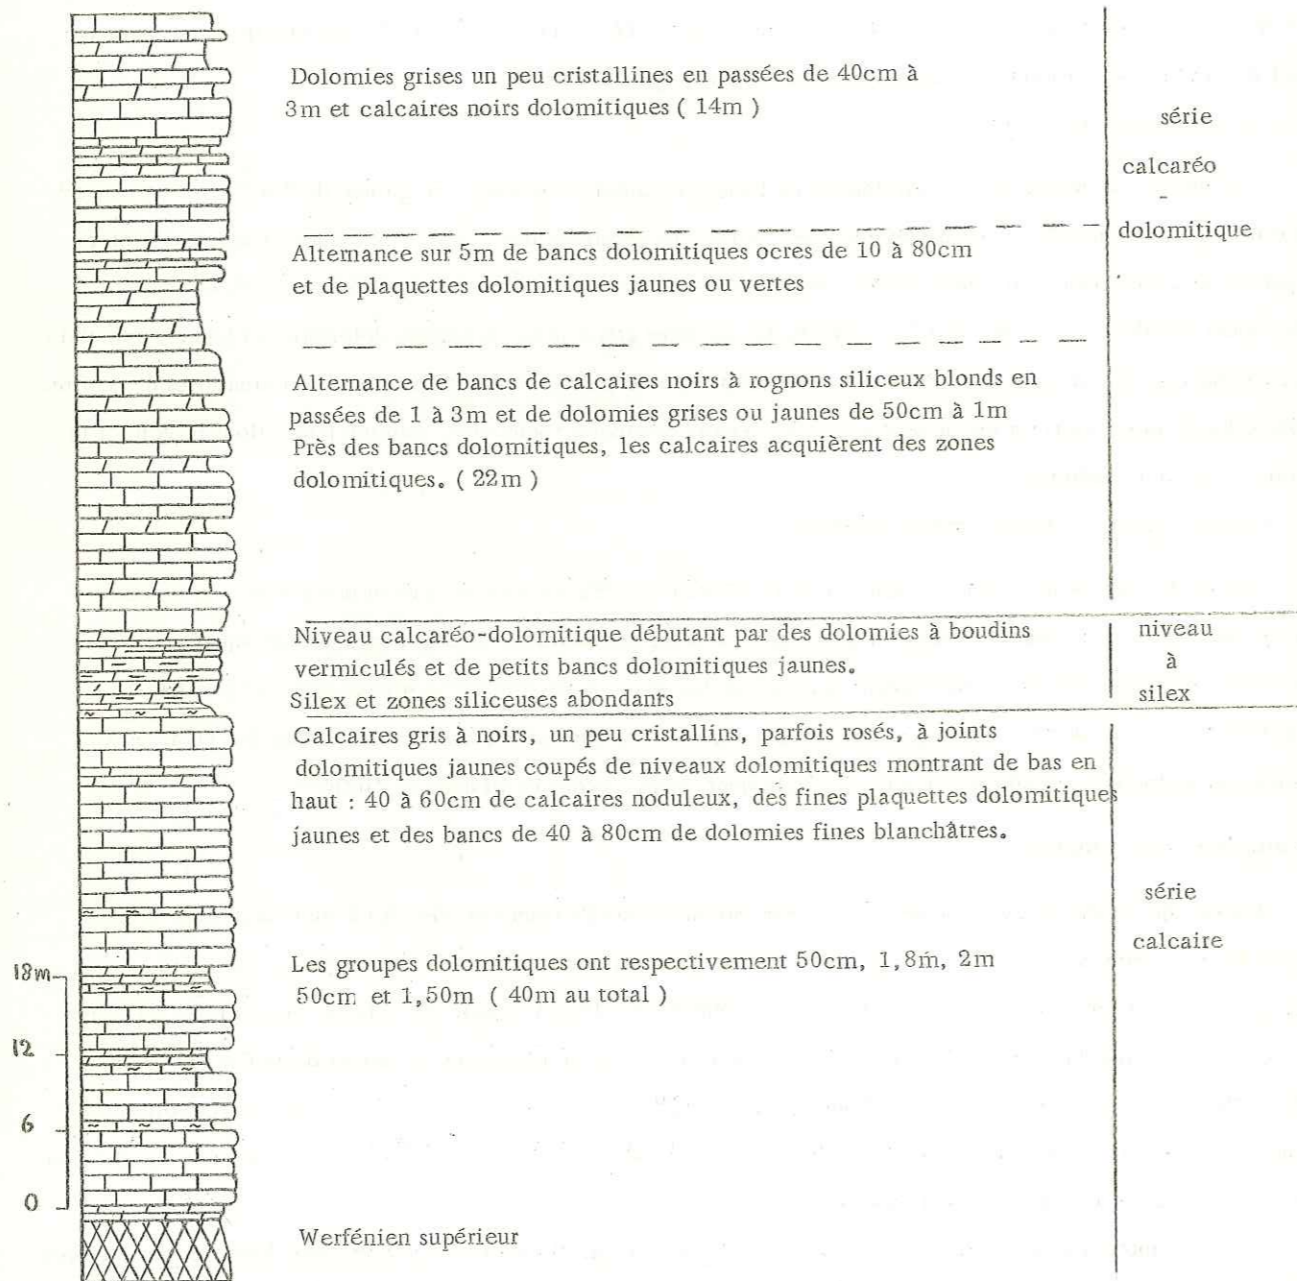 Dolomies grises un peu cristallines en passées de 40cm à
3m et calcaires noirs dolomitiques ( 14m )
série
calcaréo
-
dolomitique
Alternance sur 5m de bancs dolomitiques ocres de 10 à 80cm
et de plaquettes dolomitiques jaunes ou vertes
Alternance de bancs de calcaires noirs à rognons siliceux blonds en
passées de 1 à 3m et de dolomies grises ou jaunes de 50cm à 1m
Près des bancs dolomitiques, les calcaires acquièrent des zones
dolomitiques. ( 22m )
Niveau calcaréo-dolomitique débutant par des dolomies à boudins
vermiculés et de petits bancs dolomitiques jaunes.
Silex et zones siliceuses abondants
niveau
à
silex
Calcaires gris à noirs, un peu cristallins, parfois rosés, à joints
dolomitiques jaunes coupés de niveaux dolomitiques montrant de bas en
haut : 40 à 60cm de calcaires noduleux, des fines plaquettes dolomitiques
jaunes et des bancs de 40 à 80cm de dolomies fines blanchâtres.
série
calcaire
Les groupes dolomitiques ont respectivement 50cm, 1,8m, 2m
50cm et 1,50m ( 40m au total )
18m
12
6
0
Werfénien supérieur